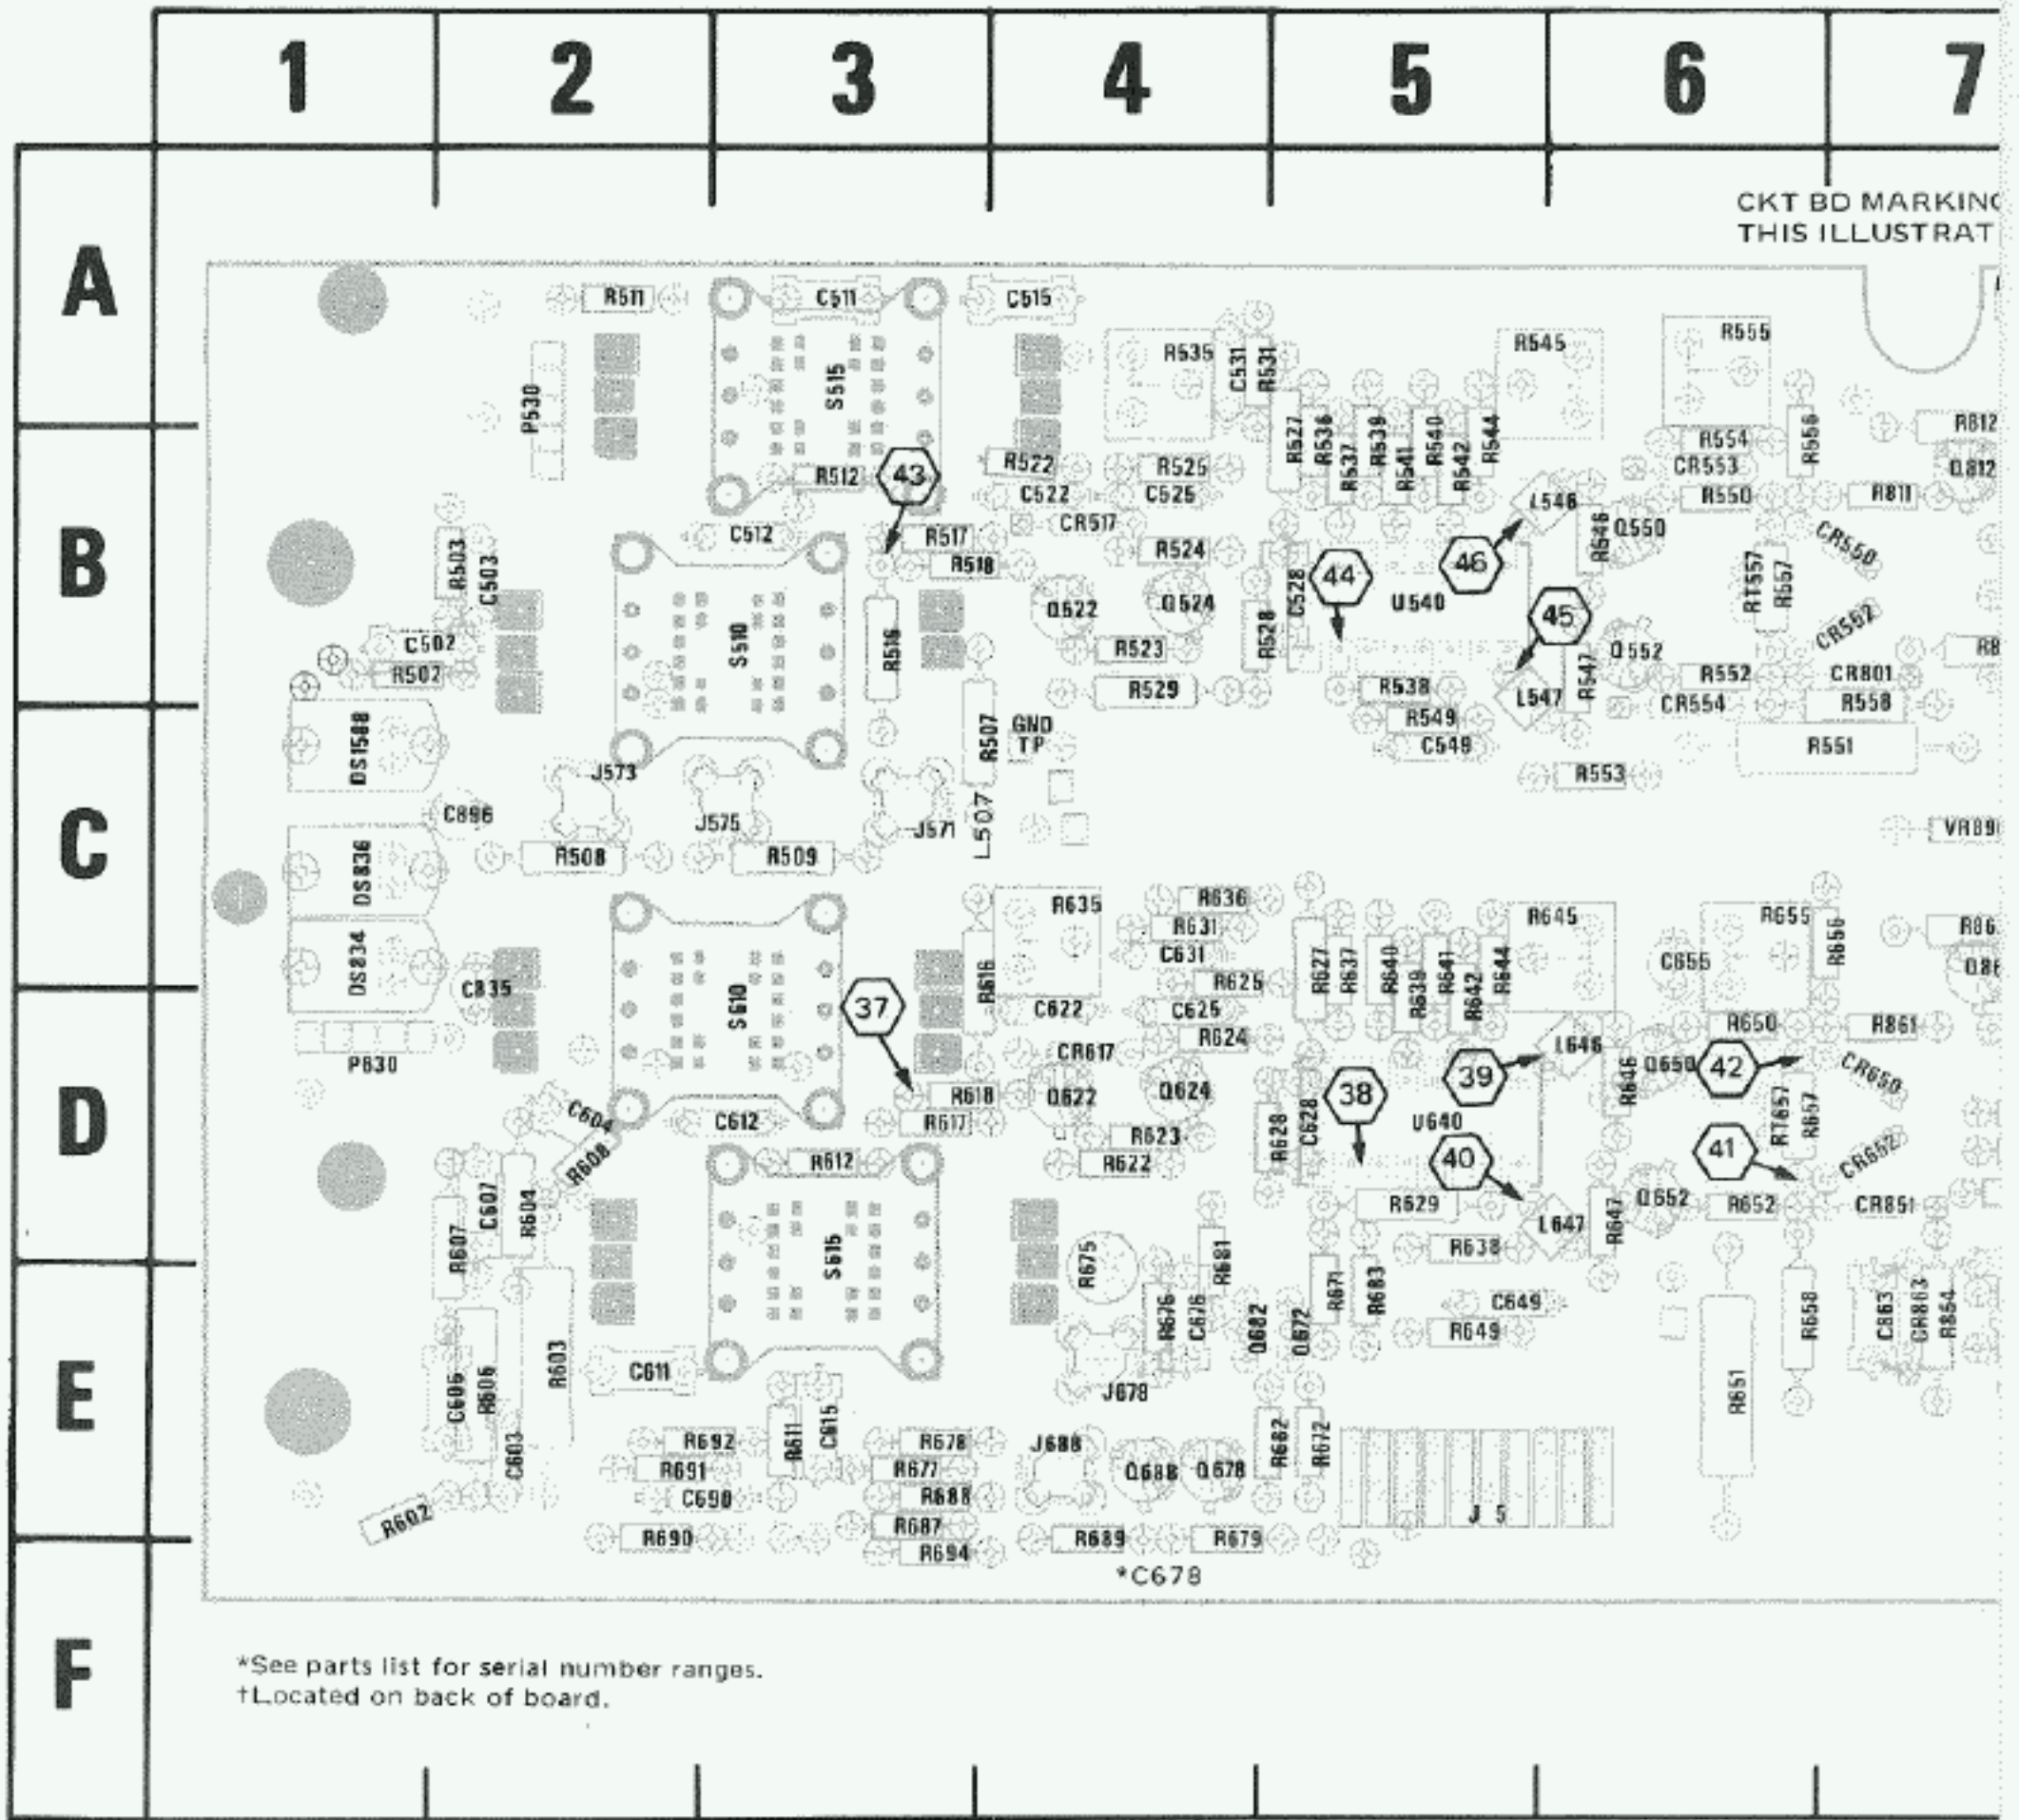 1 2 3 4 5 6 7
CKT BD MARKIN
THIS ILLUSTRAT
A
R511 C511 C515
R535 C531 R531 R545 R555
P530 S515
R527 R536 R537 R539 R541 R540 R542 R544
R554 R556 R812
B
R522 R525 CR553 Q812
R512 43
C522 C525 L546 R550 R811
C512 R517 CR517 R646 Q550 CR550
R503 C503 R518 R524 44 46
Q522 Q524 C528 U540 45 RT557 R557
S510 R516 R528 CR552
C502 R523 Q552 R8
R502 R529 R538 L547 R547 R552 CR801
CR554 R558
DS1588 R507 GND
TP
R549
C549 R551
J573 R553
C
C896 J575 J571 L507 VR89
DS836 R508 R509
R635 R636 R645 R655 R656
R631 R86
DS834 C631 R627 R637 R640 R639 R641 R642 R644 C655 Q86
C835 R616 R625
S610 37 C622 C625
D
R624 R650 R861
P630 CR617 L646 Q650 42 CR650
39
R618 Q622 Q624 38 R646
C604 C612 R617 R628 C628 U640 RT657 R657
R623
R608 R612 R622 40 41 CR652
C607 R604 R629 Q652 R652 CR851
R607 L647 R647
S615 R675 R681 R638
E
R671 R683 C649 R658 C863 CR863 R854
R676 C676 Q682 Q672 R649
R603 C611
C606 R606 J678 R651
R611 C615
C603 R692 R678 J688 R682 R672
R691 R677 Q688 Q678
C690 R688
R602 R687 J 5
R690 R689 R679
R694
*C678
F
*See parts list for serial number ranges.
†Located on back of board.